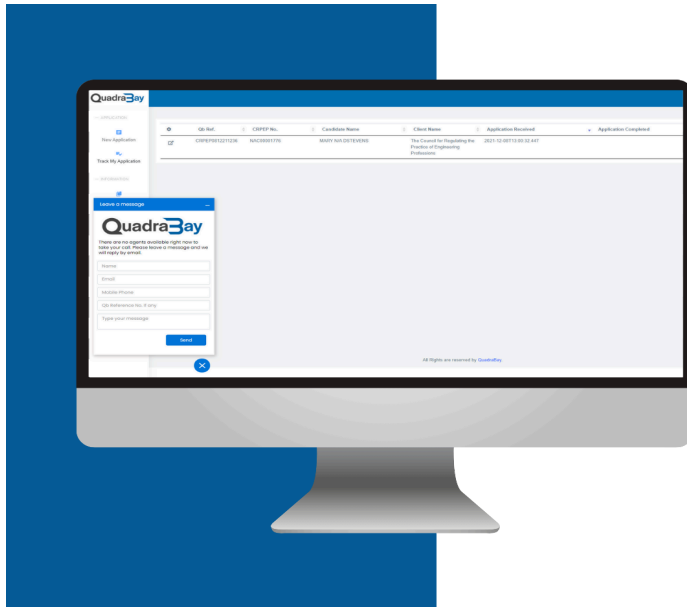 QuadraBay
APPLICATION
New Application
Track My Application
INFORMATION
Qb Ref. CRPEP No. Candidate Name Client Name Application Received Application Completed
MARY The Council for Regulating the
Practice of Engineering
Professions
Leave a message
QuadraBay
There are no agents available right now to
take your call. Please leave a message and we
will reply by email.
Name
Email
Mobile Phone
Qb Reference No. if any
Type your message
Send
All Rights are reserved by QuadraBay